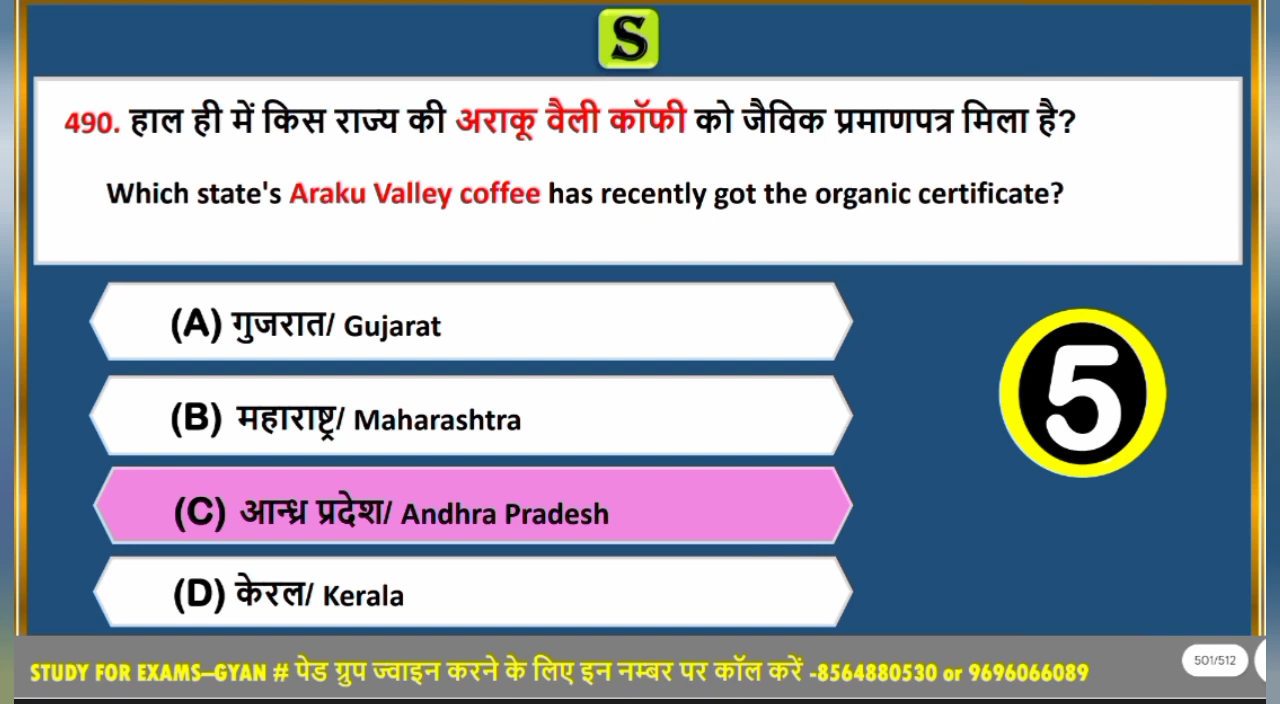 S
490. हाल ही में किस राज्य की अराकू वैली कॉफी को जैविक प्रमाणपत्र मिला है?
Which state's Araku Valley coffee has recently got the organic certificate?
(A) गुजरात/ Gujarat
(B) महाराष्ट्र/ Maharashtra
(C) आन्ध्र प्रदेश/ Andhra Pradesh
(D) केरल/ Kerala
5
STUDY FOR EXAMS–GYAN # पेड ग्रुप ज्वाइन करने के लिए इन नम्बर पर कॉल करें -8564880530 or 9696066089
501/512